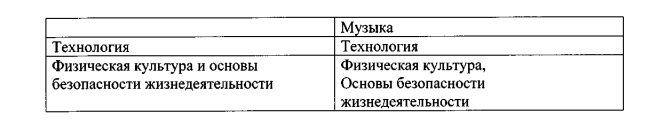 Музыка
Технология
Технология
Физическая культура и основы
безопасности жизнедеятельности
Физическая культура,
Основы безопасности
жизнедеятельности